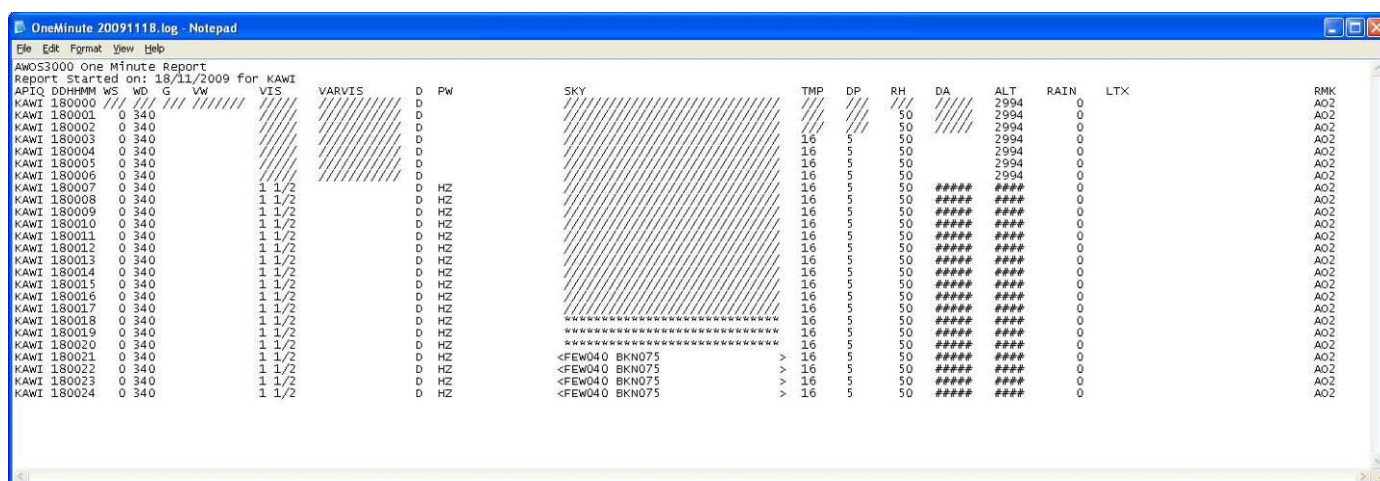 OneMinute 20091118.log - Notepad
File Edit Format View Help
AWOS3000 One Minute Report
Report Started on: 18/11/2009 for KAWI
APIQ DDHHMM WS WD G VW VIS VARVIS D PW SKY TMP DP RH DA ALT RAIN LTX RMK
KAWI 180000 /// /// /// /////// ///// /////////// D ///////////////////////////// /// /// /// ///// 2994 0 AO2
KAWI 180001 0 340 ///// /////////// D ///////////////////////////// /// /// 50 ///// 2994 0 AO2
KAWI 180002 0 340 ///// /////////// D ///////////////////////////// /// /// 50 ///// 2994 0 AO2
KAWI 180003 0 340 ///// /////////// D ///////////////////////////// 16 5 50 2994 0 AO2
KAWI 180004 0 340 ///// /////////// D ///////////////////////////// 16 5 50 2994 0 AO2
KAWI 180005 0 340 ///// /////////// D ///////////////////////////// 16 5 50 2994 0 AO2
KAWI 180006 0 340 ///// /////////// D ///////////////////////////// 16 5 50 2994 0 AO2
KAWI 180007 0 340 1 1/2 D HZ ///////////////////////////// 16 5 50 ##### #### 0 AO2
KAWI 180008 0 340 1 1/2 D HZ ///////////////////////////// 16 5 50 ##### #### 0 AO2
KAWI 180009 0 340 1 1/2 D HZ ///////////////////////////// 16 5 50 ##### #### 0 AO2
KAWI 180010 0 340 1 1/2 D HZ ///////////////////////////// 16 5 50 ##### #### 0 AO2
KAWI 180011 0 340 1 1/2 D HZ ///////////////////////////// 16 5 50 ##### #### 0 AO2
KAWI 180012 0 340 1 1/2 D HZ ///////////////////////////// 16 5 50 ##### #### 0 AO2
KAWI 180013 0 340 1 1/2 D HZ ///////////////////////////// 16 5 50 ##### #### 0 AO2
KAWI 180014 0 340 1 1/2 D HZ ///////////////////////////// 16 5 50 ##### #### 0 AO2
KAWI 180015 0 340 1 1/2 D HZ ///////////////////////////// 16 5 50 ##### #### 0 AO2
KAWI 180016 0 340 1 1/2 D HZ ///////////////////////////// 16 5 50 ##### #### 0 AO2
KAWI 180017 0 340 1 1/2 D HZ ///////////////////////////// 16 5 50 ##### #### 0 AO2
KAWI 180018 0 340 1 1/2 D HZ ***************************** 16 5 50 ##### #### 0 AO2
KAWI 180019 0 340 1 1/2 D HZ ***************************** 16 5 50 ##### #### 0 AO2
KAWI 180020 0 340 1 1/2 D HZ ***************************** 16 5 50 ##### #### 0 AO2
KAWI 180021 0 340 1 1/2 D HZ <FEW040 BKN075 > 16 5 50 ##### #### 0 AO2
KAWI 180022 0 340 1 1/2 D HZ <FEW040 BKN075 > 16 5 50 ##### #### 0 AO2
KAWI 180023 0 340 1 1/2 D HZ <FEW040 BKN075 > 16 5 50 ##### #### 0 AO2
KAWI 180024 0 340 1 1/2 D HZ <FEW040 BKN075 > 16 5 50 ##### #### 0 AO2